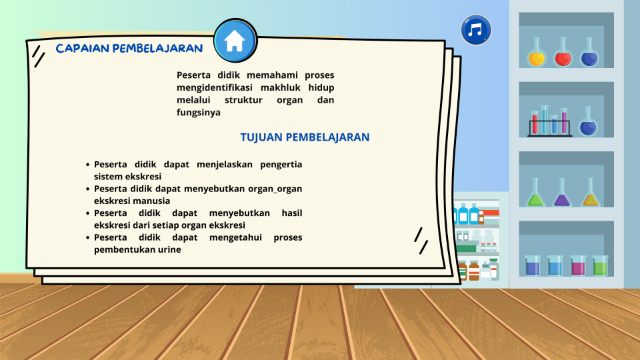 CAPAIAN PEMBELAJARAN
Peserta didik memahami proses
mengidentifikasi makhluk hidup
melalui struktur organ dan
fungsinya
TUJUAN PEMBELAJARAN
• Peserta didik dapat menjelaskan pengertia
sistem ekskresi
• Peserta didik dapat menyebutkan organ_organ
ekskresi manusia
• Peserta didik dapat menyebutkan hasil
ekskresi dari setiap organ ekskresi
• Peserta didik dapat mengetahui proses
pembentukan urine